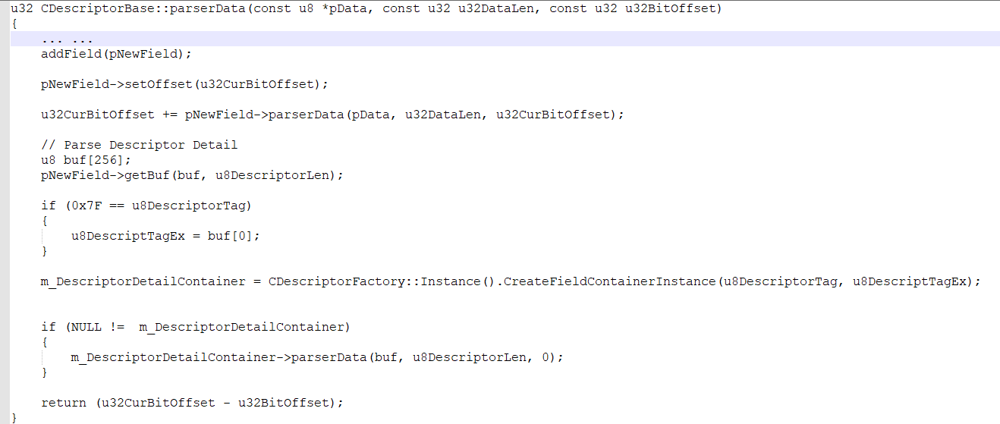 u32 CDescriptorBase::parserData(const u8 *pData, const u32 u32DataLen, const u32 u32BitOffset)
{
    ... ...
    addField(pNewField);

    pNewField->setOffset(u32CurBitOffset);

    u32CurBitOffset += pNewField->parserData(pData, u32DataLen, u32CurBitOffset);

    // Parse Descriptor Detail
    u8 buf[256];
    pNewField->getBuf(buf, u8DescriptorLen);

    if (0x7F == u8DescriptorTag)
    {
        u8DescriptTagEx = buf[0];
    }

    m_DescriptorDetailContainer = CDescriptorFactory::Instance().CreateFieldContainerInstance(u8DescriptorTag, u8DescriptTagEx);


    if (NULL !=  m_DescriptorDetailContainer)
    {
        m_DescriptorDetailContainer->parserData(buf, u8DescriptorLen, 0);
    }

    return (u32CurBitOffset - u32BitOffset);
}